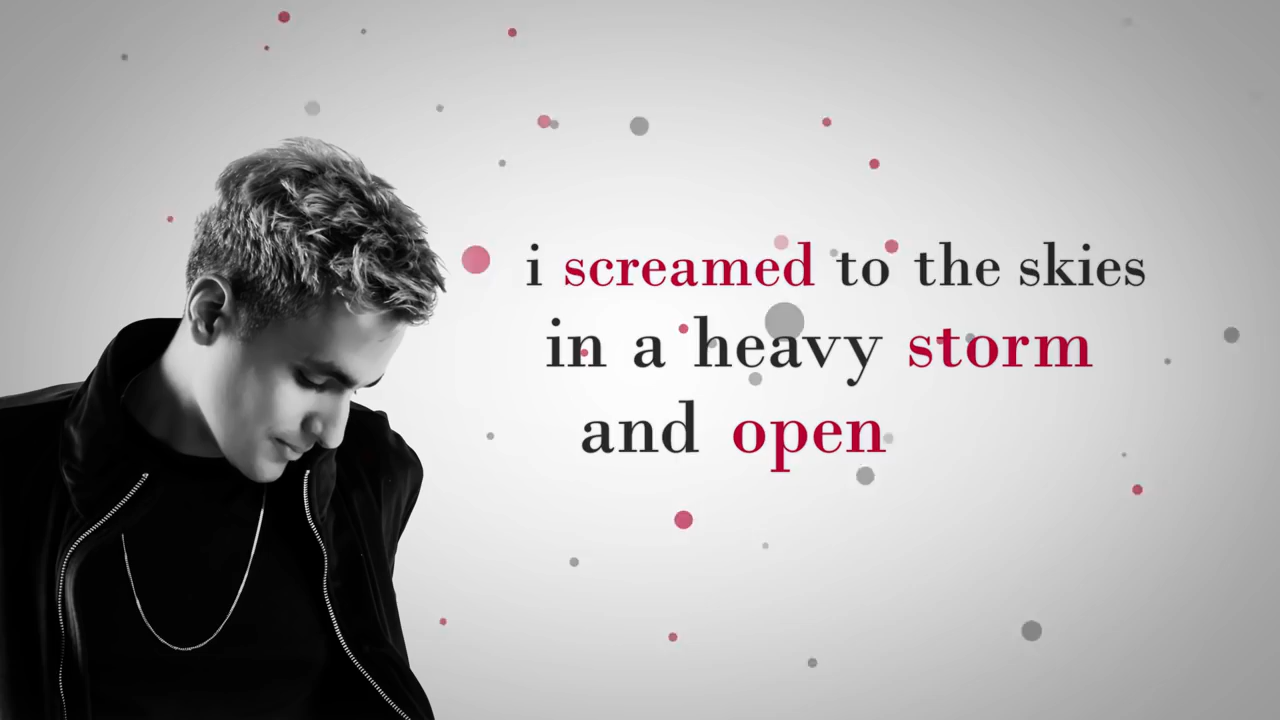 i screamed to the skies
in a heavy storm
and open